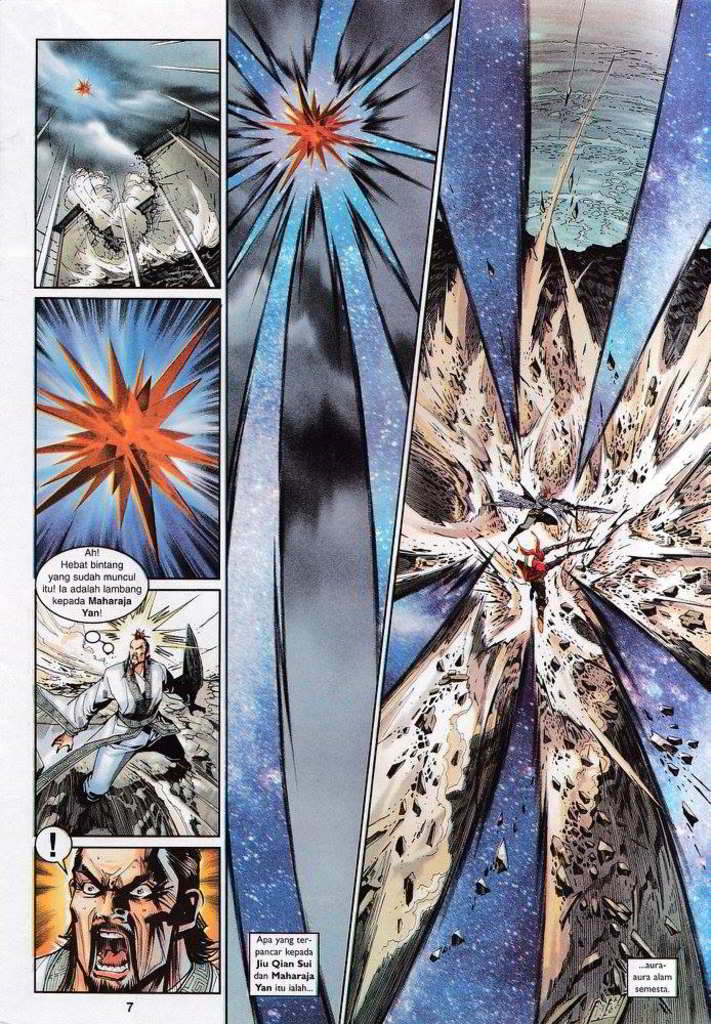 Ah!
Hebat bintang
yang sudah muncul
itu! Ia adalah lambang
kepada Maharaja
Yan!
!
Apa yang ter-
pancar kepada
Jiu Qian Sui
dan Maharaja
Yan itu ialah...
...aura-
aura alam
semesta.
7